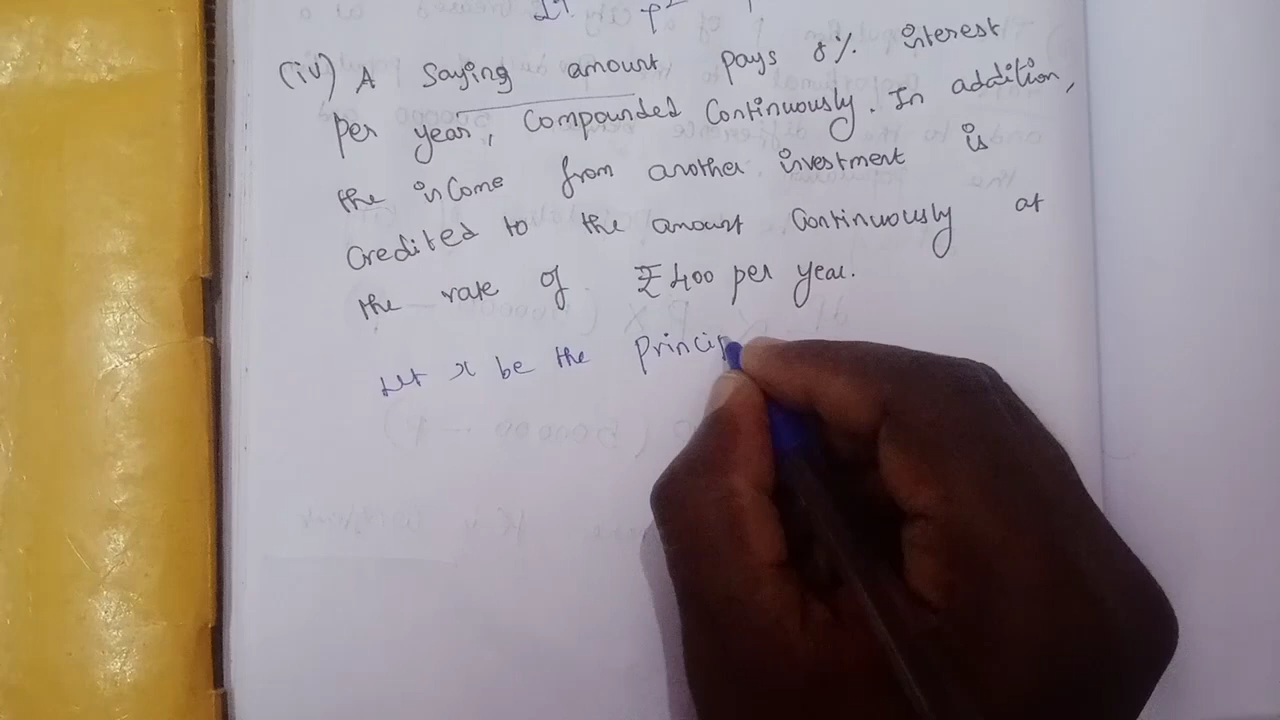 (iv) A Saying amount pays 8% interest
per year, Compounded Continuously. In addition,
the income from another investment is
Credited to the amount Continuously at
the rate of ₹400 per year.
Let x be the Princip